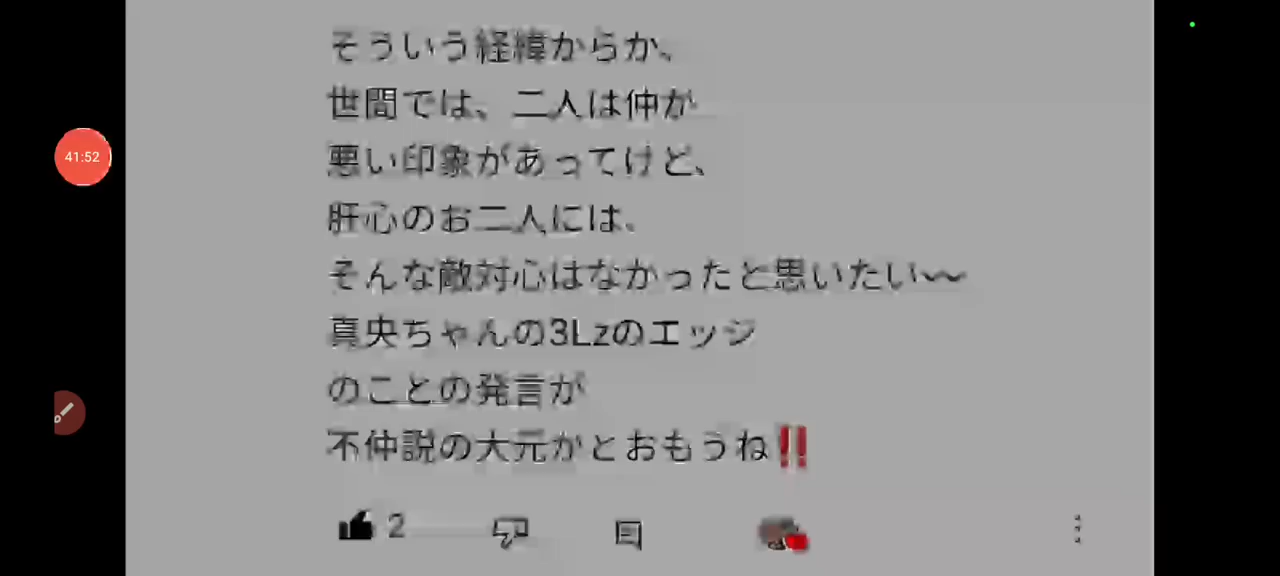 そういう経緯からか、
世間では、二人は仲が
悪い印象があってけど、
41:52
肝心のお二人には、
そんな敵対心はなかったと思いたい〰
真央ちゃんの3Lzのエッジ
のことの発言が
不仲説の大元かとおもうね‼
2